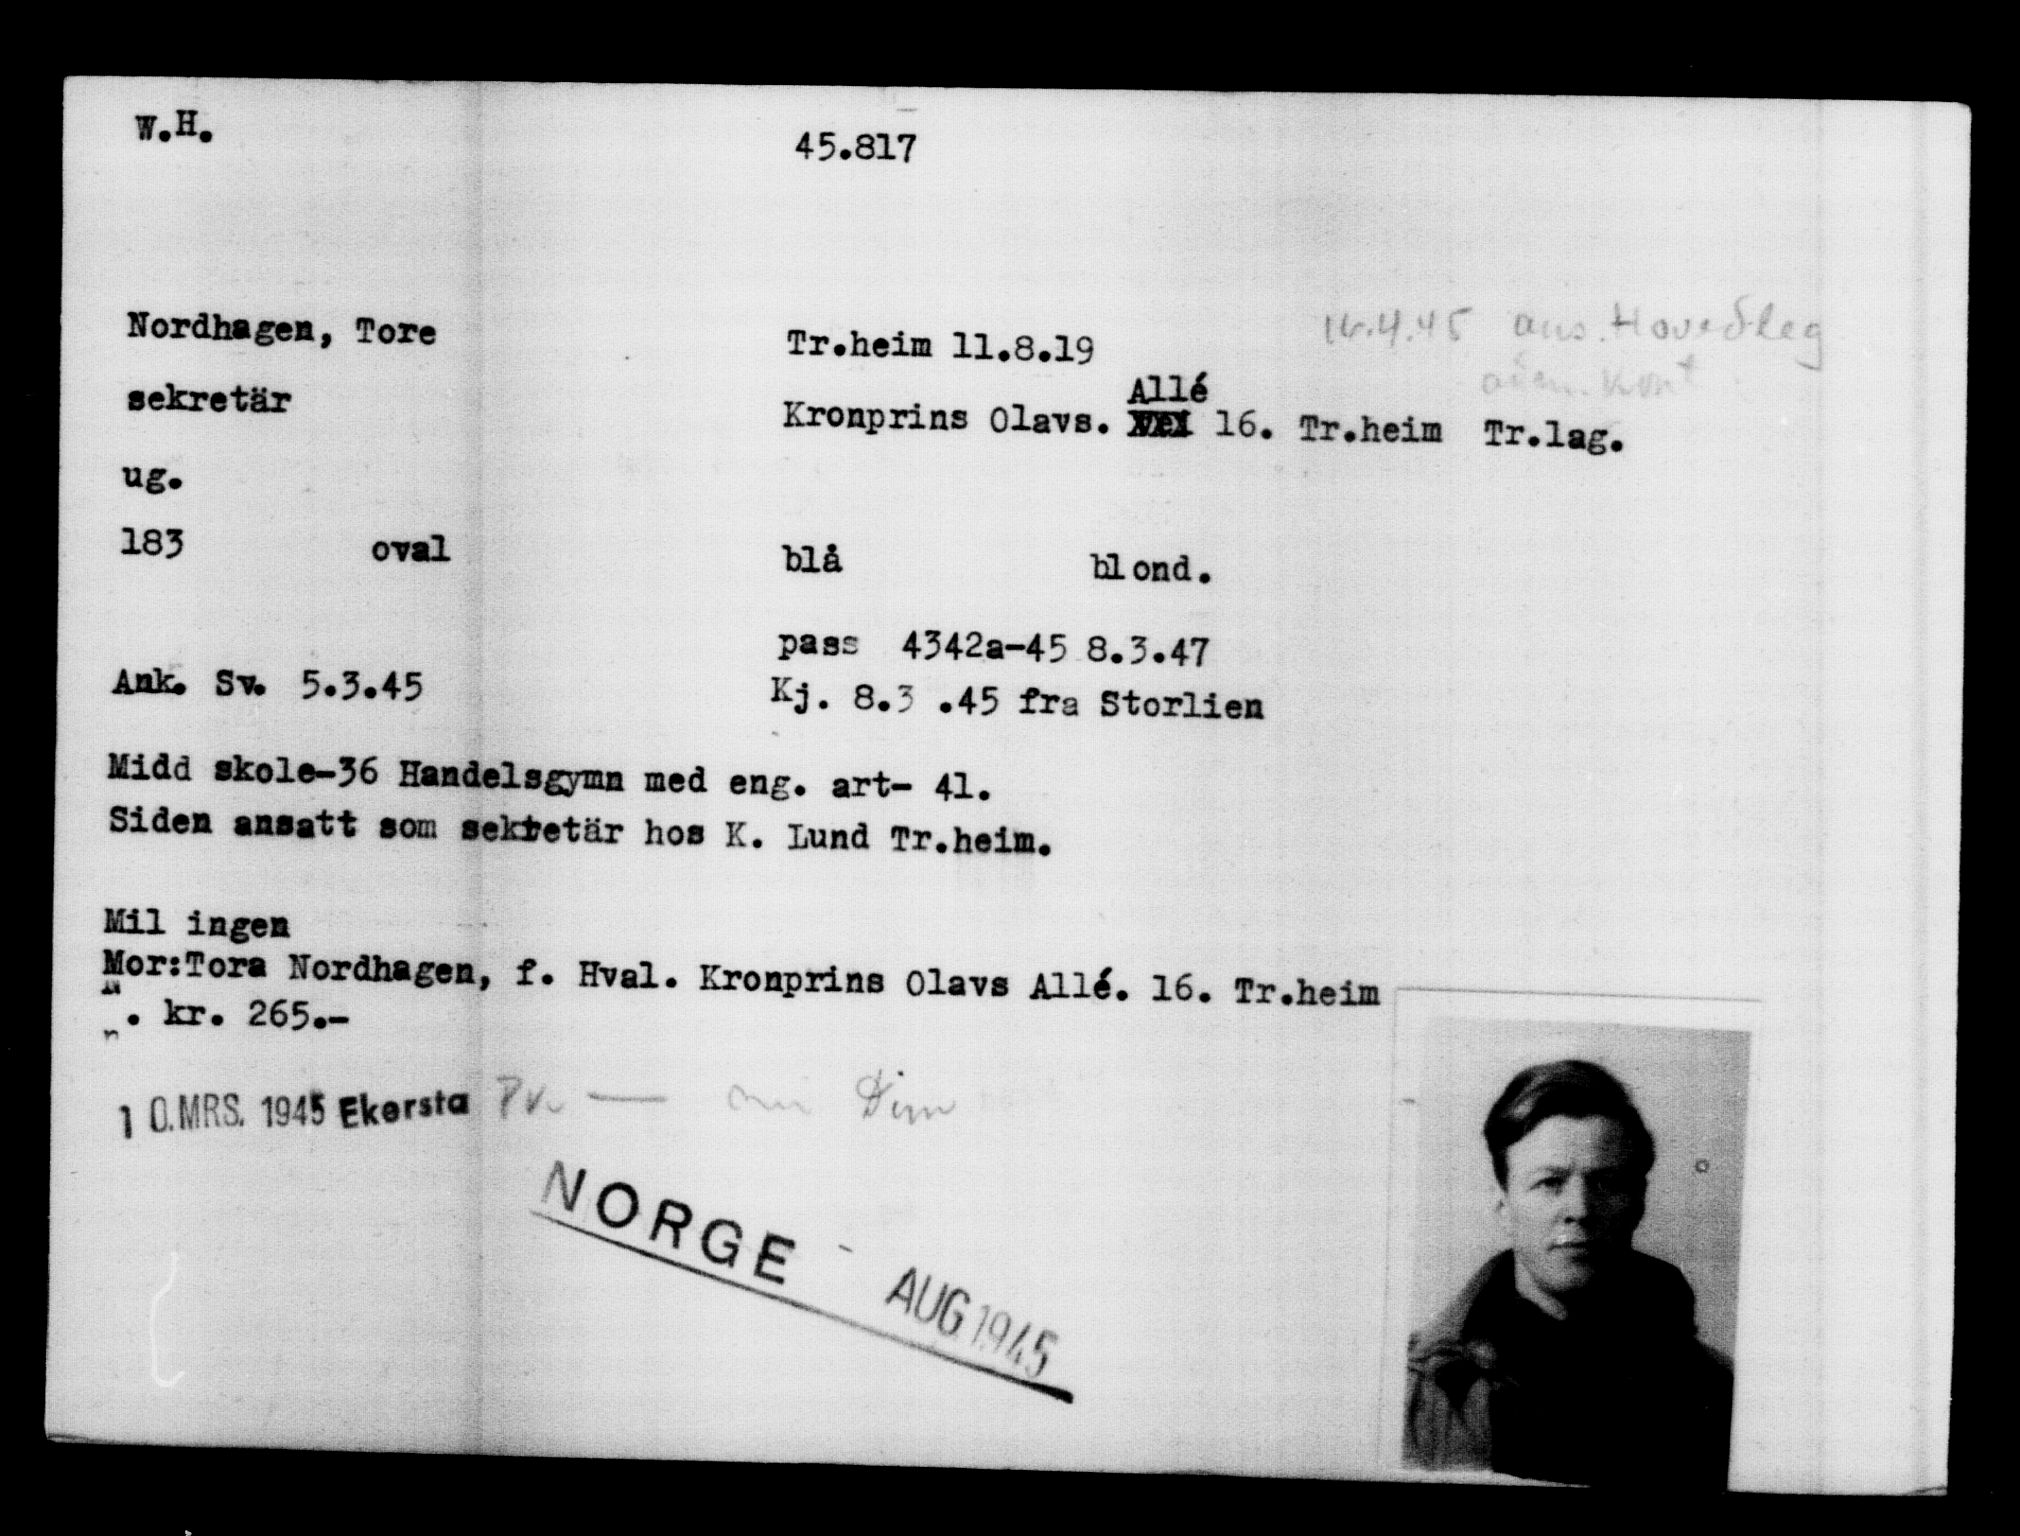 W.H.
45.817
Nordhagen, Tore
Tr.heim 11.8.19
16.4.45 ans. Hovedleg
sekretär
Allé
Kronprins Olavs. 16. Tr.heim Tr.lag.
ug.
183 oval blå blond.
pass 4342a-45 8.3.47
Ank. Sv. 5.3.45
Kj. 8.3 .45 fra Storlien
Midd skole-36 Handelsgymn med eng. art- 41.
Siden ansatt som sekretär hos K. Lund Tr.heim.
Mil ingen
Mor:Tora Nordhagen, f. Hval. Kronprins Olavs Allé. 16. Tr.heim
. kr. 265.-
1 0. MRS. 1945 Ekersta
NORGE - AUG 1945